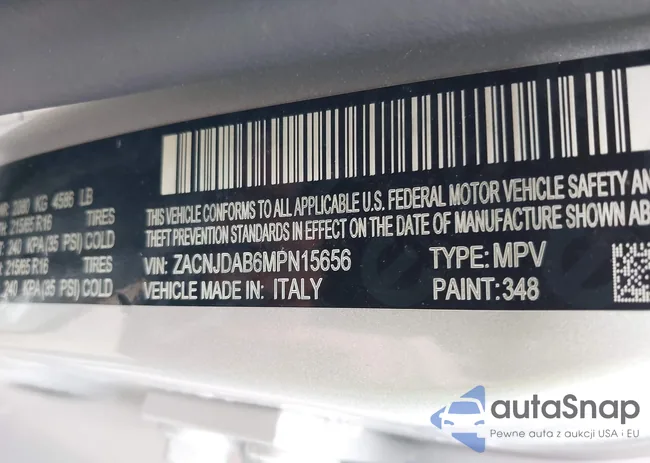 WR: 2080 KG 4586 LB
215/65 R16 TIRES
240 KPA(35 PSI) COLD
215/65 R16 TIRES
240 KPA(35 PSI) COLD
THIS VEHICLE CONFORMS TO ALL APPLICABLE U.S. FEDERAL MOTOR VEHICLE SAFETY AN
THEFT PREVENTION STANDARDS IN EFFECT ON THE DATE OF MANUFACTURE SHOWN AB
VIN: ZACNJDAB6MPN15656 TYPE: MPV
VEHICLE MADE IN: ITALY PAINT: 348
autaSnap
Pewne auta z aukcji USA i EU